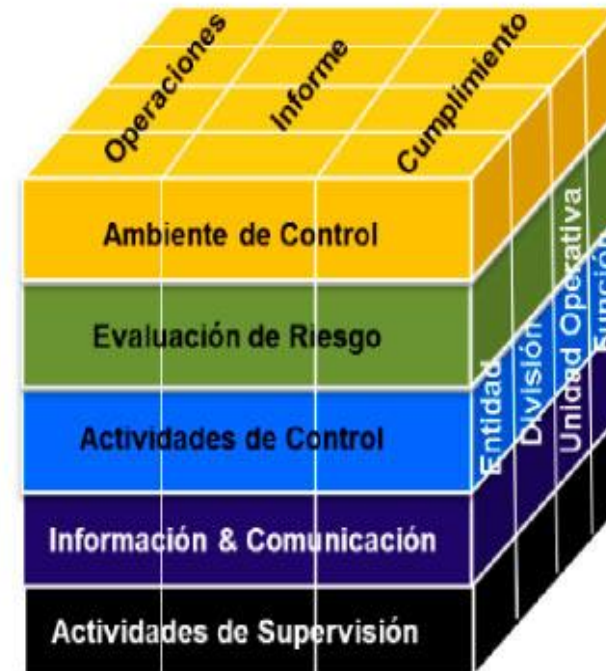 Operaciones
Informe
Cumplimiento
Ambiente de Control
Evaluación de Riesgo
Actividades de Control
Información & Comunicación
Actividades de Supervisión
Entidad
División
Unidad Operativa
Función